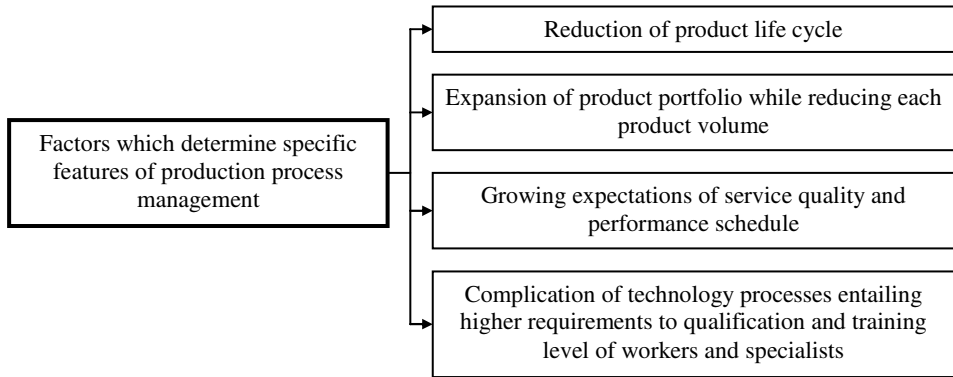 Factors which determine specific
features of production process
management
Reduction of product life cycle
Expansion of product portfolio while reducing each
product volume
Growing expectations of service quality and
performance schedule
Complication of technology processes entailing
higher requirements to qualification and training
level of workers and specialists